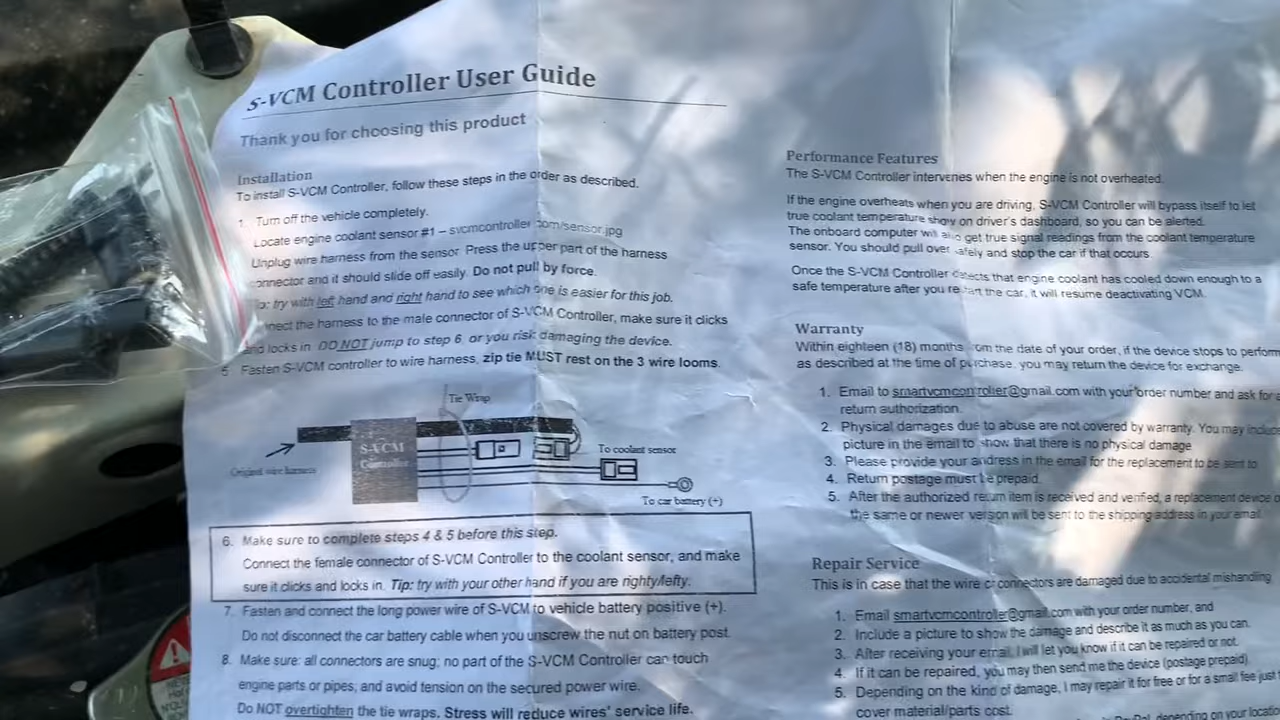 S-VCM Controller User Guide
Thank you for choosing this product
Installation
To install S-VCM Controller, follow these steps in the order as described.
1. Turn off the vehicle completely.
Locate engine coolant sensor #1 – svcmcontroller.com/sensor.jpg
Unplug wire harness from the sensor. Press the upper part of the harness
connector and it should slide off easily. Do not pull by force.
try with left hand and right hand to see which one is easier for this job.
the harness to the male connector of S-VCM Controller, make sure it clicks
and locks in. DO NOT jump to step 6, or you risk damaging the device.
5. Fasten S-VCM controller to wire harness, zip tie MUST rest on the 3 wire looms.
Tie Wrap
S-VCM
Controller
Original wire harness
To coolant sensor
To car battery (+)
6. Make sure to complete steps 4 & 5 before this step.
Connect the female connector of S-VCM Controller to the coolant sensor, and make
sure it clicks and locks in. Tip: try with your other hand if you are righty/lefty.
7. Fasten and connect the long power wire of S-VCM to vehicle battery positive (+).
Do not disconnect the car battery cable when you unscrew the nut on battery post.
8. Make sure: all connectors are snug; no part of the S-VCM Controller can touch
engine parts or pipes; and avoid tension on the secured power wire.
Do NOT overtighten the tie wraps. Stress will reduce wires' service life.
Performance Features
The S-VCM Controller intervenes when the engine is not overheated.
If the engine overheats when you are driving, S-VCM Controller will bypass itself to let
true coolant temperature show on driver's dashboard, so you can be alerted.
The onboard computer will also get true signal readings from the coolant temperature
sensor. You should pull over safely and stop the car if that occurs.
Once the S-VCM Controller detects that engine coolant has cooled down enough to a
safe temperature after you restart the car, it will resume deactivating VCM.
Warranty
Within eighteen (18) months from the date of your order, if the device stops to perform
as described at the time of purchase, you may return the device for exchange.
1. Email to smartvcmcontroller@gmail.com with your order number and ask for a
return authorization.
2. Physical damages due to abuse are not covered by warranty. You may include
picture in the email to show that there is no physical damage
3. Please provide your address in the email for the replacement to be sent to
4. Return postage must be prepaid.
5. After the authorized return item is received and verified, a replacement device of
the same or newer version will be sent to the shipping address in your email.
Repair Service
This is in case that the wire or connectors are damaged due to accidental mishandling
1. Email smartvcmcontroller@gmail.com with your order number, and
2. Include a picture to show the damage and describe it as much as you can.
3. After receiving your email, I will let you know if it can be repaired or not.
4. If it can be repaired, you may then send me the device (postage prepaid)
5. Depending on the kind of damage, I may repair it for free or for a small fee just
cover material/parts cost.
depending on your location